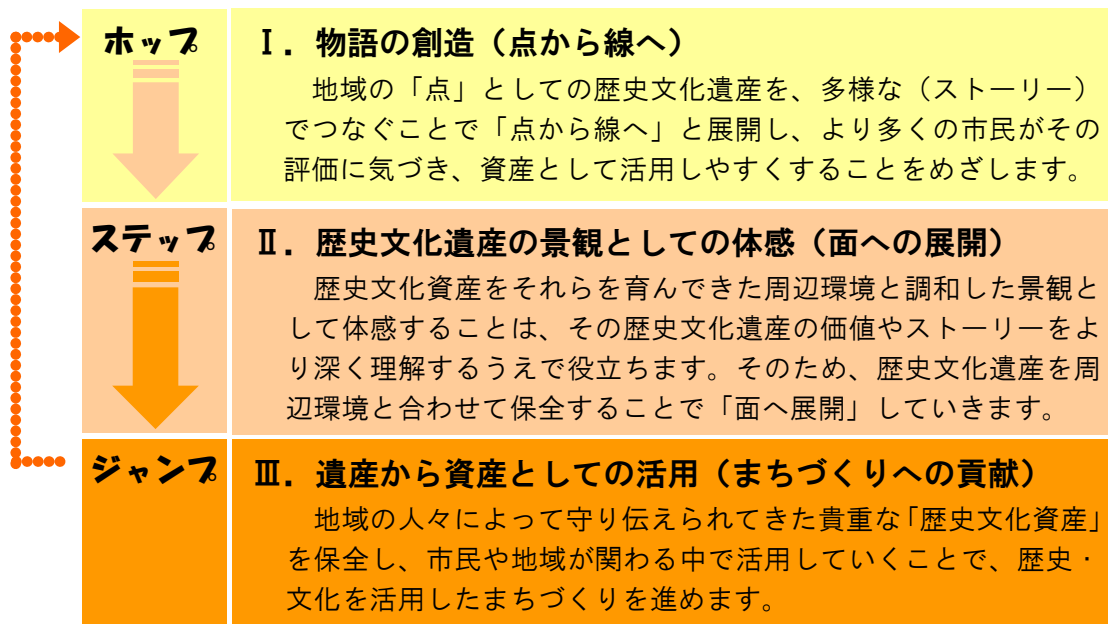 ホップ
Ⅰ．物語の創造（点から線へ）
地域の「点」としての歴史文化遺産を、多様な（ストーリー）
でつなぐことで「点から線へ」と展開し、より多くの市民がその
評価に気づき、資産として活用しやすくすることをめざします。
ステップ
Ⅱ．歴史文化遺産の景観としての体感（面への展開）
歴史文化資産をそれらを育んできた周辺環境と調和した景観と
して体感することは、その歴史文化遺産の価値やストーリーをよ
り深く理解するうえで役立ちます。そのため、歴史文化遺産を周
辺環境と合わせて保全することで「面へ展開」していきます。
ジャンプ
Ⅲ．遺産から資産としての活用（まちづくりへの貢献）
地域の人々によって守り伝えられてきた貴重な「歴史文化資産」
を保全し、市民や地域が関わる中で活用していくことで、歴史・
文化を活用したまちづくりを進めます。